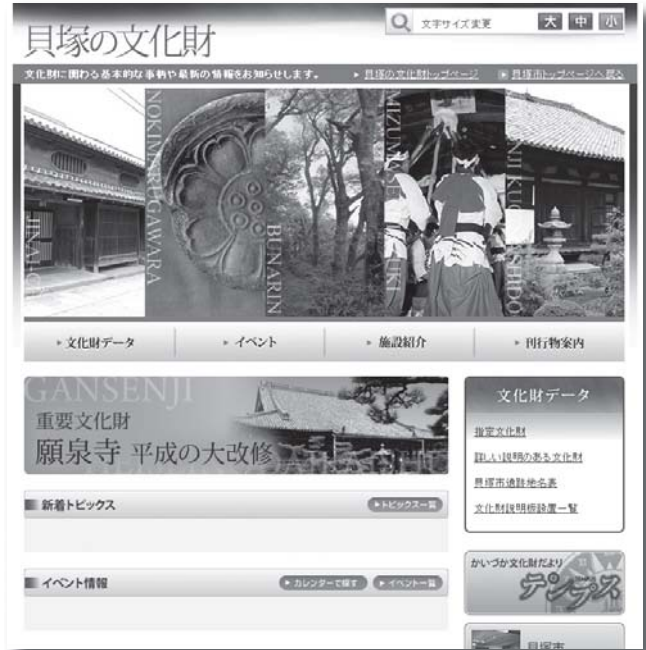 貝塚の文化財
文字サイズ変更
大 中 小
文化財に関わる基本的な事柄や最新の情報をお知らせします。
貝塚の文化財トップページ
貝塚市トップページへ戻る
NOKIMARUGAWARA
BUNARIN
文化財データ
イベント
施設紹介
刊行物案内
GANSENJI
重要文化財
願泉寺 平成の大改修
文化財データ
指定文化財
詳しい説明のある文化財
貝塚市遺跡地名表
文化財説明板設置一覧
新着トピックス
トピックス一覧
イベント情報
カレンダーで探す
イベント一覧
かいづか文化財だより
テンプス
貝塚市